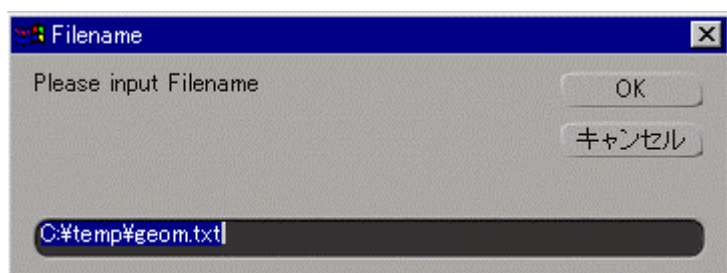 Filename
Please input Filename
OK
キャンセル
C:¥temp¥geom.txt